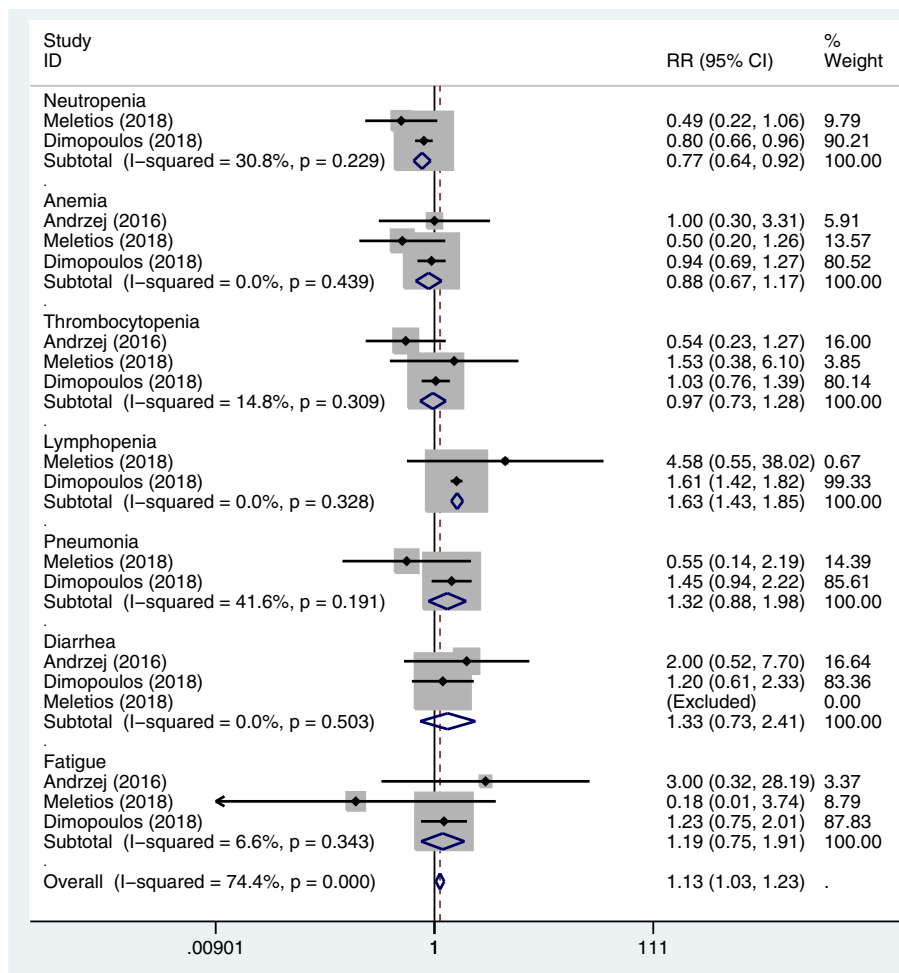 Study %
ID RR (95% CI) Weight
Neutropenia
Meletios (2018) 0.49 (0.22, 1.06) 9.79
Dimopoulos (2018) 0.80 (0.66, 0.96) 90.21
Subtotal (I−squared = 30.8%, p = 0.229) 0.77 (0.64, 0.92) 100.00
.
Anemia
Andrzej (2016) 1.00 (0.30, 3.31) 5.91
Meletios (2018) 0.50 (0.20, 1.26) 13.57
Dimopoulos (2018) 0.94 (0.69, 1.27) 80.52
Subtotal (I−squared = 0.0%, p = 0.439) 0.88 (0.67, 1.17) 100.00
.
Thrombocytopenia
Andrzej (2016) 0.54 (0.23, 1.27) 16.00
Meletios (2018) 1.53 (0.38, 6.10) 3.85
Dimopoulos (2018) 1.03 (0.76, 1.39) 80.14
Subtotal (I−squared = 14.8%, p = 0.309) 0.97 (0.73, 1.28) 100.00
.
Lymphopenia
Meletios (2018) 4.58 (0.55, 38.02) 0.67
Dimopoulos (2018) 1.61 (1.42, 1.82) 99.33
Subtotal (I−squared = 0.0%, p = 0.328) 1.63 (1.43, 1.85) 100.00
.
Pneumonia
Meletios (2018) 0.55 (0.14, 2.19) 14.39
Dimopoulos (2018) 1.45 (0.94, 2.22) 85.61
Subtotal (I−squared = 41.6%, p = 0.191) 1.32 (0.88, 1.98) 100.00
.
Diarrhea
Andrzej (2016) 2.00 (0.52, 7.70) 16.64
Dimopoulos (2018) 1.20 (0.61, 2.33) 83.36
Meletios (2018) (Excluded) 0.00
Subtotal (I−squared = 0.0%, p = 0.503) 1.33 (0.73, 2.41) 100.00
.
Fatigue
Andrzej (2016) 3.00 (0.32, 28.19) 3.37
Meletios (2018) 0.18 (0.01, 3.74) 8.79
Dimopoulos (2018) 1.23 (0.75, 2.01) 87.83
Subtotal (I−squared = 6.6%, p = 0.343) 1.19 (0.75, 1.91) 100.00
.
Overall (I−squared = 74.4%, p = 0.000) 1.13 (1.03, 1.23) .
.00901 1 111